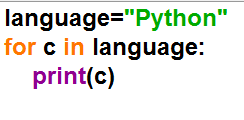 language="Python"
for c in language:
    print(c)